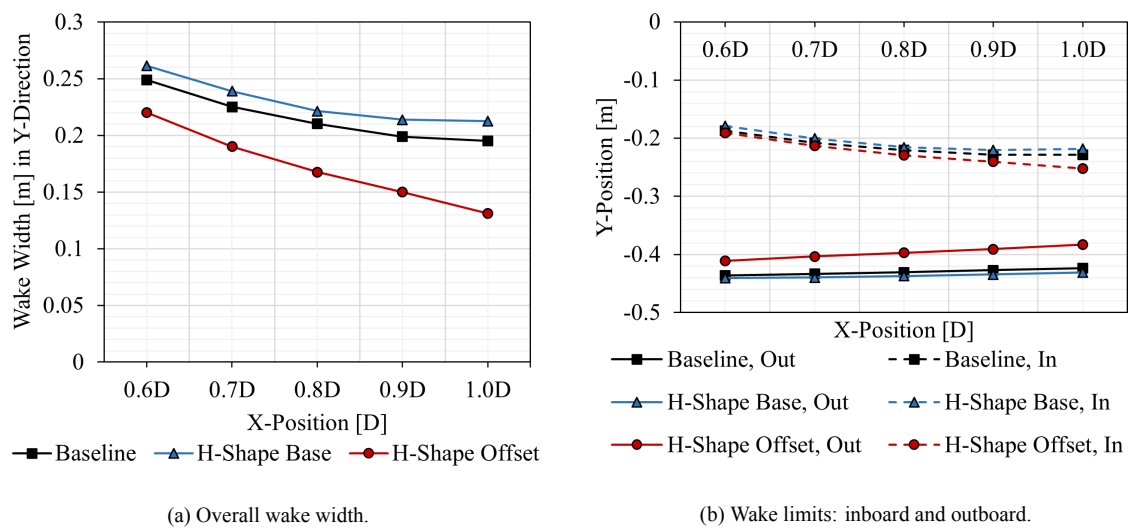 Wake Width [m] in Y-Direction
0.3
0.25
0.2
0.15
0.1
0.05
0
0.6D 0.7D 0.8D 0.9D 1.0D
X-Position [D]
Baseline H-Shape Base H-Shape Offset
(a) Overall wake width.
Y-Position [m]
0
-0.1
-0.2
-0.3
-0.4
-0.5
0.6D 0.7D 0.8D 0.9D 1.0D
X-Position [D]
Baseline, Out Baseline, In
H-Shape Base, Out H-Shape Base, In
H-Shape Offset, Out H-Shape Offset, In
(b) Wake limits: inboard and outboard.